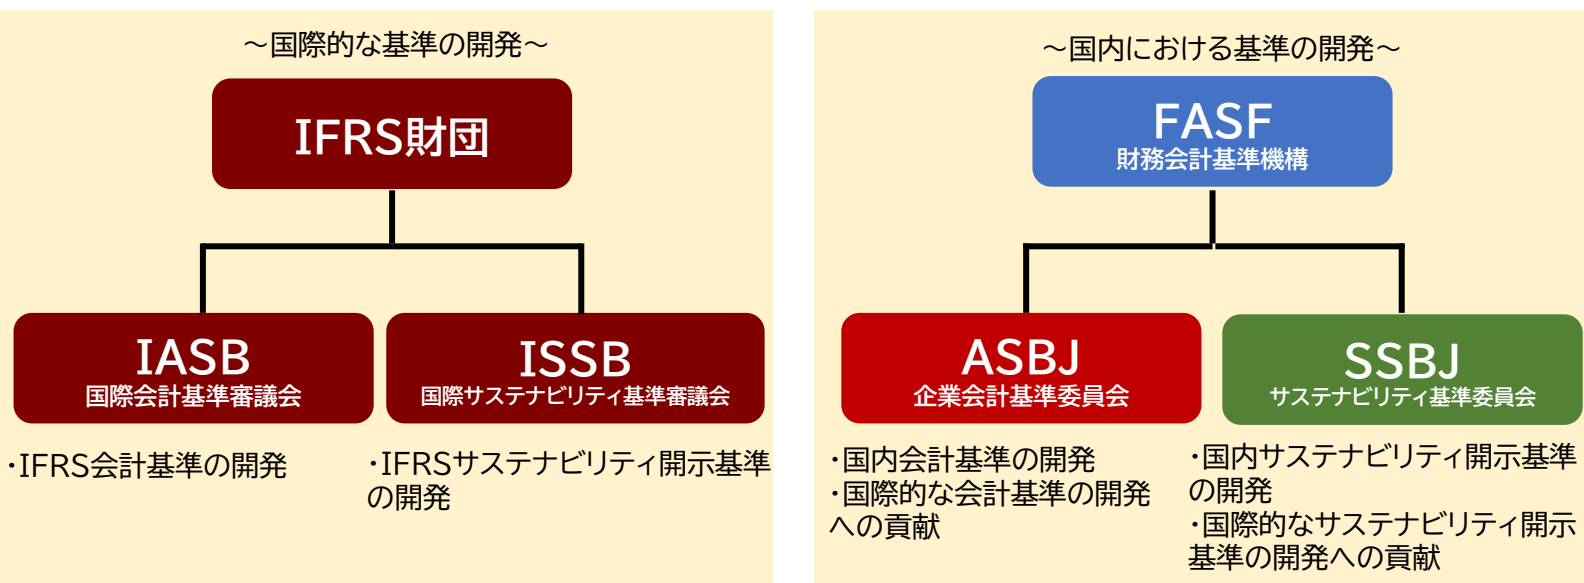 ～国際的な基準の開発～
IFRS財団
IASB
国際会計基準審議会
・IFRS会計基準の開発
ISSB
国際サステナビリティ基準審議会
・IFRSサステナビリティ開示基準
の開発
～国内における基準の開発～
FASF
財務会計基準機構
ASBJ
企業会計基準委員会
・国内会計基準の開発
・国際的な会計基準の開発
への貢献
SSBJ
サステナビリティ基準委員会
・国内サステナビリティ開示基準
の開発
・国際的なサステナビリティ開示
基準の開発への貢献